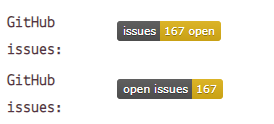 GitHub
issues:
issues 167 open
GitHub
issues:
open issues 167